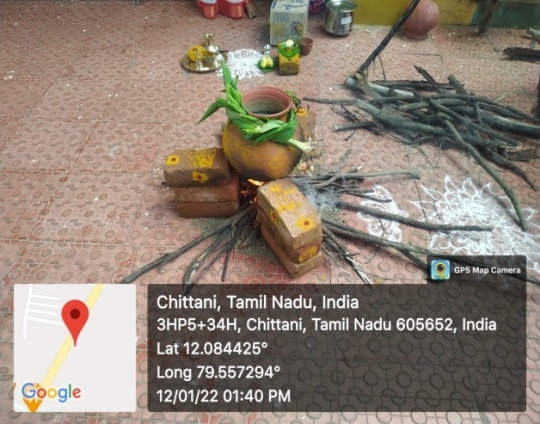 GPS Map Camera
Chittani, Tamil Nadu, India
3HP5+34H, Chittani, Tamil Nadu 605652, India
Lat 12.084425°
Long 79.557294°
12/01/22 01:40 PM
Google